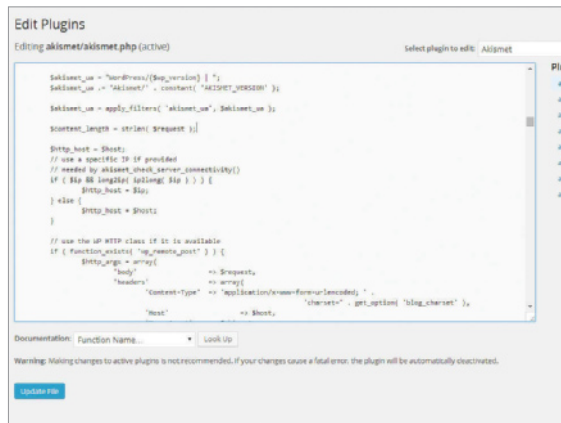 Edit Plugins
Editing akismet/akismet.php (active)
Select plugin to edit: Akismet
$akismet_ua = "WordPress/{$wp_version} | ";
$akismet_ua .= 'Akismet/' . constant( 'AKISMET_VERSION' );
$akismet_ua = apply_filters( 'akismet_ua', $akismet_ua );
$content_length = strlen( $request );
$http_host = $host;
// use a specific IP if provided
// needed by akismet_check_server_connectivity()
if ( $ip && long2ip( ip2long( $ip ) ) ) {
$http_host = $ip;
} else {
$http_host = $host;
}
// use the WP HTTP class if it is available
if ( function_exists( 'wp_remote_post' ) ) {
$http_args = array(
'body' => $request,
'headers' => array(
'Content-Type' => 'application/x-www-form-urlencoded; ' .
'charset=' . get_option( 'blog_charset' ),
'Host' => $host,
Documentation: Function Name... Look Up
Warning: Making changes to active plugins is not recommended. If your changes cause a fatal error, the plugin will be automatically deactivated.
Update File